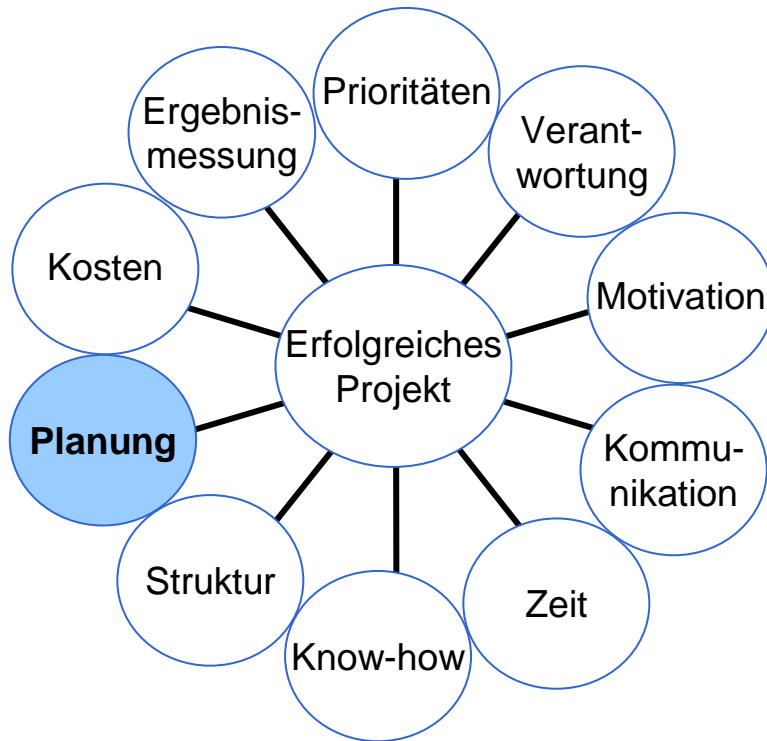 Prioritäten
Ergebnis-
messung
Verant-
wortung
Kosten
Motivation
Erfolgreiches
Projekt
Planung
Kommu-
nikation
Struktur
Zeit
Know-how